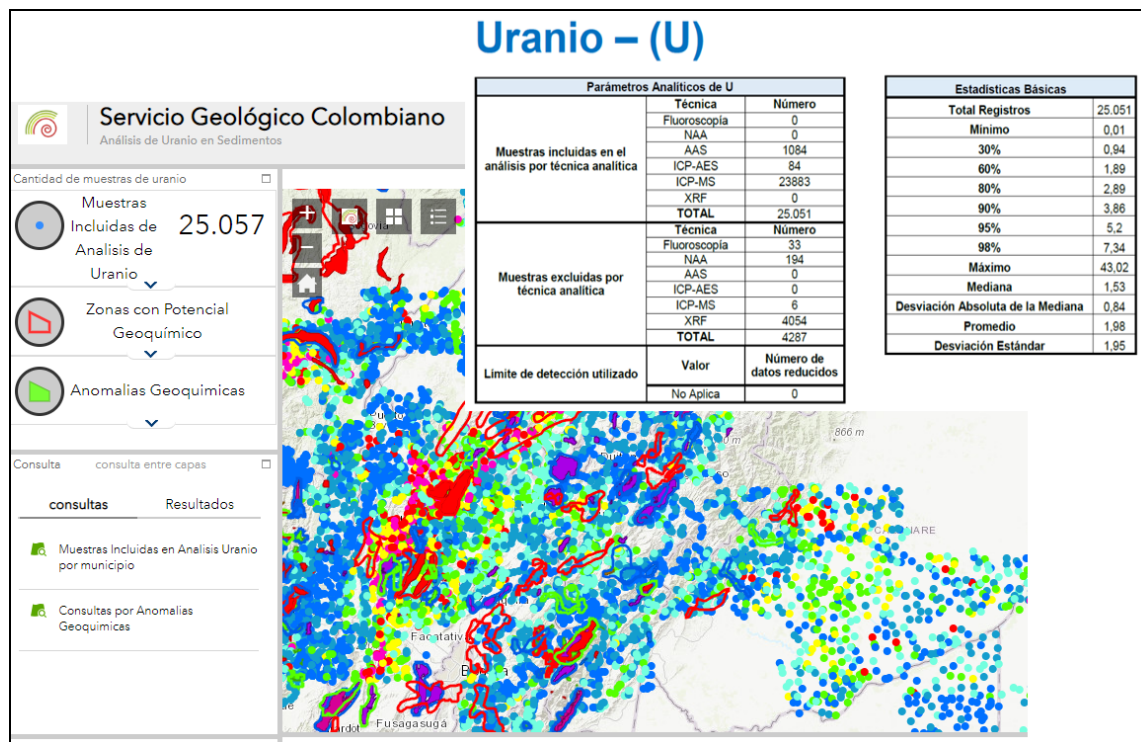 Uranio – (U)
Servicio Geológico Colombiano
Análisis de Uranio en Sedimentos
Cantidad de muestras de uranio
Muestras
Incluidas de
Analisis de
Uranio
25.057
Zonas con Potencial
Geoquímico
Anomalias Geoquimicas
Consulta consulta entre capas
consultas Resultados
Muestras Incluidas en Analisis Uranio
por municipio
Consultas por Anomalias
Geoquimicas
Parámetros Analíticos de U
Muestras incluidas en el
análisis por técnica analítica
Técnica Número
Fluoroscopía 0
NAA 0
AAS 1084
ICP-AES 84
ICP-MS 23883
XRF 0
TOTAL 25.051
Muestras excluidas por
técnica analítica
Técnica Número
Fluoroscopía 33
NAA 194
AAS 0
ICP-AES 0
ICP-MS 6
XRF 4054
TOTAL 4287
Limite de detección utilizado
Valor Número de
datos reducidos
No Aplica 0
Estadísticas Básicas
Total Registros 25.051
Mínimo 0,01
30% 0,94
60% 1,89
80% 2,89
90% 3,86
95% 5,2
98% 7,34
Máximo 43,02
Mediana 1,53
Desviación Absoluta de la Mediana 0,84
Promedio 1,98
Desviación Estándar 1,95
866 m
Facatativ
Fusagasugá